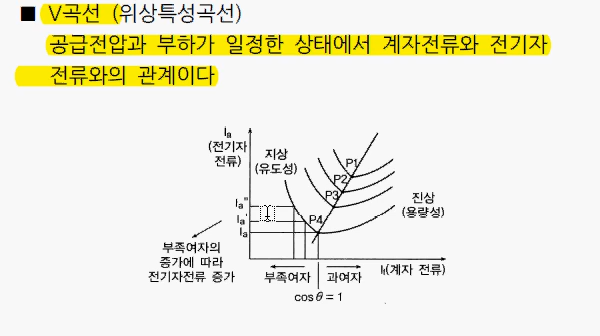 ■ V곡선 (위상특성곡선)
공급전압과 부하가 일정한 상태에서 계자전류와 전기자
전류와의 관계이다
Ia
(전기자
전류)
지상
(유도성)
P1
P2
P3
P4
진상
(용량성)
Ia"
Ia'
Ia
부족여자의
증가에 따라
전기자전류 증가
부족여자
과여자
If(계자 전류)
cosθ = 1